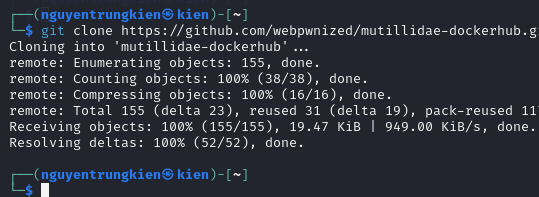 ┌──(nguyentrungkien㉿kien)-[~]
└─$ git clone https://github.com/webpwnized/mutillidae-dockerhub.g
Cloning into 'mutillidae-dockerhub'...
remote: Enumerating objects: 155, done.
remote: Counting objects: 100% (38/38), done.
remote: Compressing objects: 100% (16/16), done.
remote: Total 155 (delta 23), reused 31 (delta 19), pack-reused 11
Receiving objects: 100% (155/155), 19.47 KiB | 949.00 KiB/s, done.
Resolving deltas: 100% (52/52), done.
┌──(nguyentrungkien㉿kien)-[~]
└─$